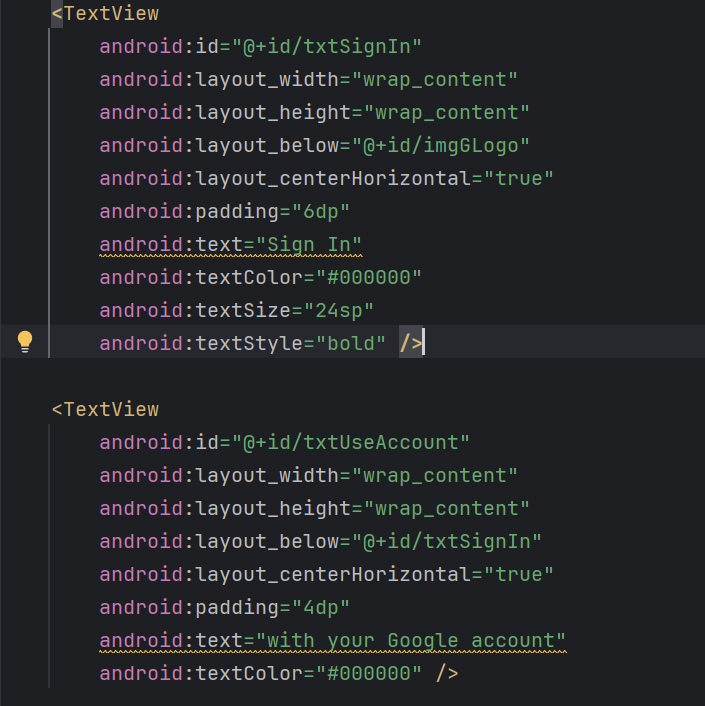 <TextView
android:id="@+id/txtSignIn"
android:layout_width="wrap_content"
android:layout_height="wrap_content"
android:layout_below="@+id/imgGLogo"
android:layout_centerHorizontal="true"
android:padding="6dp"
android:text="Sign In"
android:textColor="#000000"
android:textSize="24sp"
android:textStyle="bold" />
<TextView
android:id="@+id/txtUseAccount"
android:layout_width="wrap_content"
android:layout_height="wrap_content"
android:layout_below="@+id/txtSignIn"
android:layout_centerHorizontal="true"
android:padding="4dp"
android:text="with your Google account"
android:textColor="#000000" />